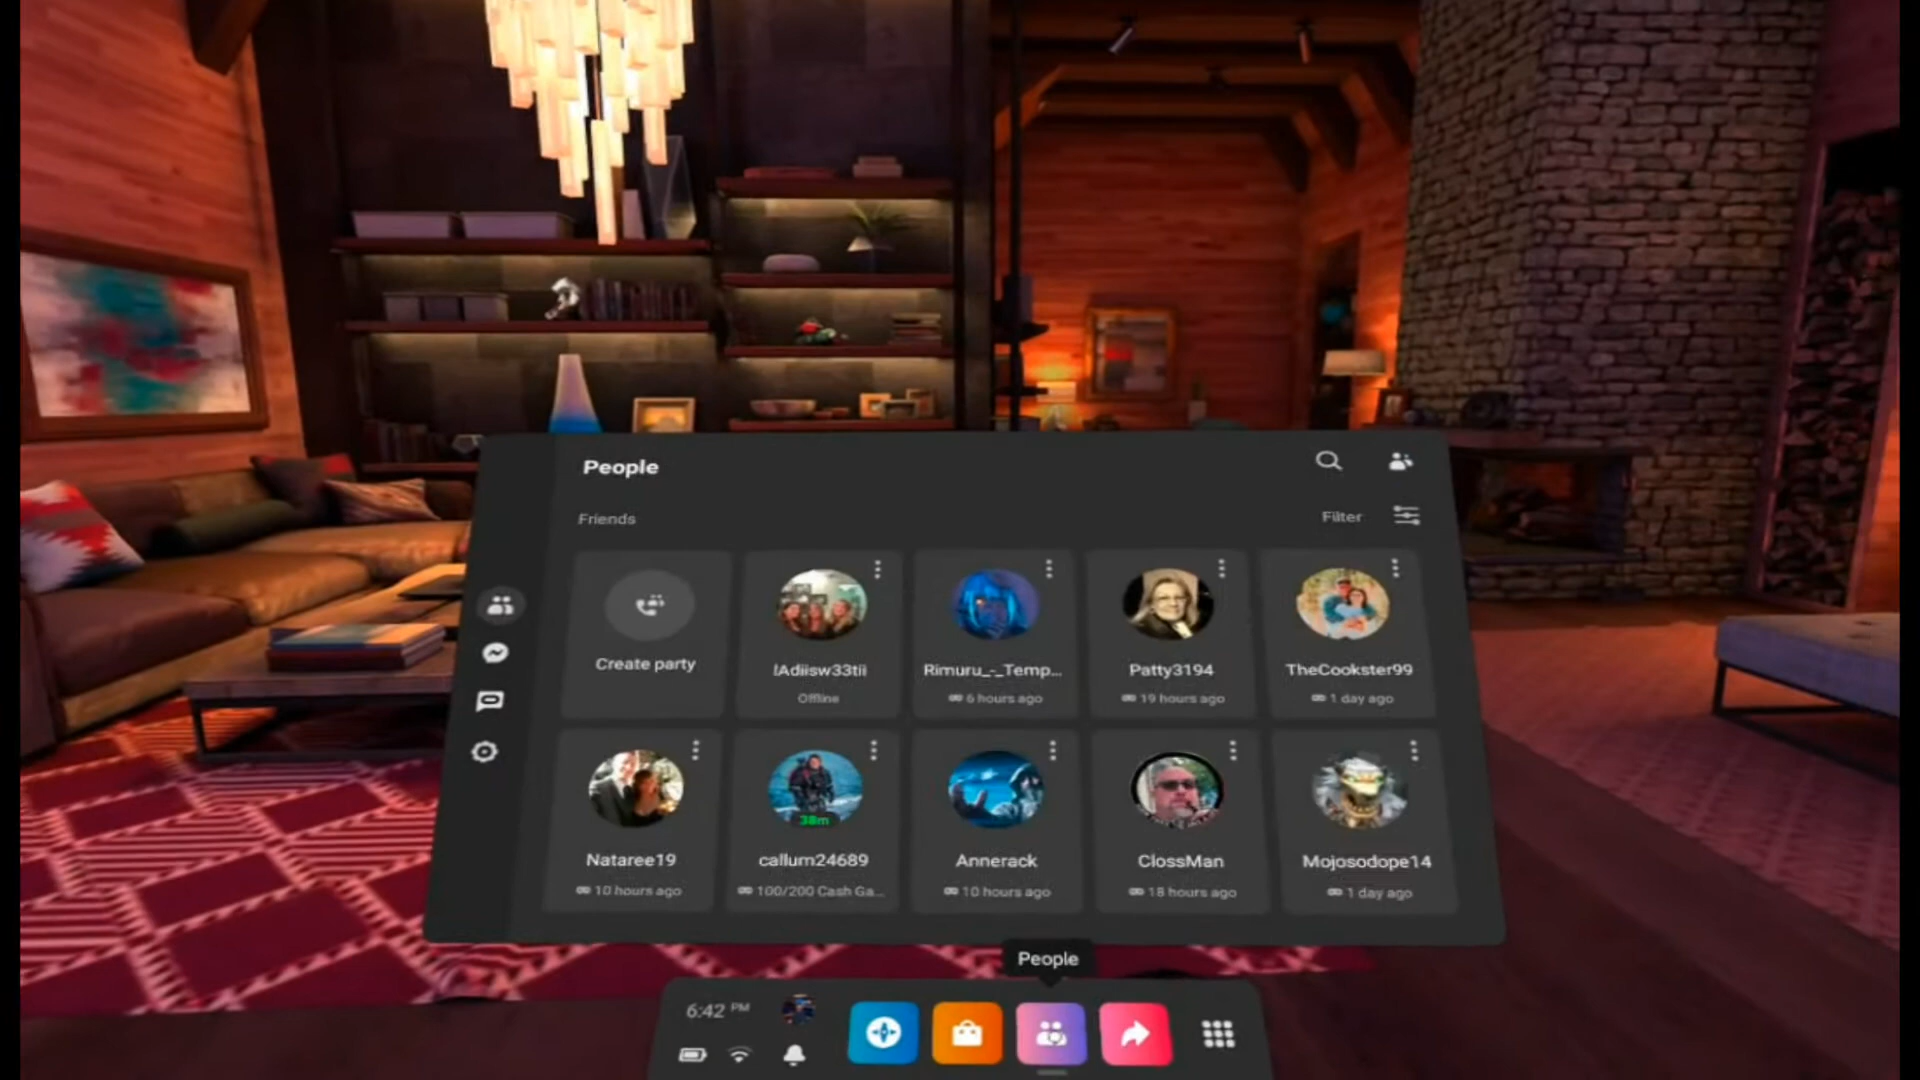 People
Friends
Filter
Create party
lAdiisw33tii
Offline
Rimuru_-_Temp...
6 hours ago
Patty3194
19 hours ago
TheCookster99
1 day ago
38m
Nataree19
10 hours ago
callum24689
100/200 Cash Ga...
Annerack
10 hours ago
ClossMan
18 hours ago
Mojosodope14
1 day ago
People
6:42 PM